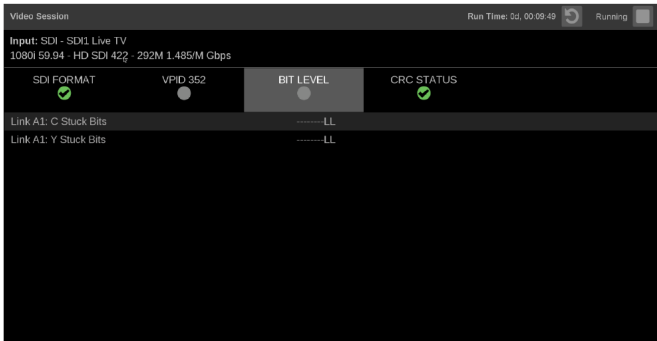 Video Session Run Time: 0d, 00:09:49 Running
Input: SDI - SDI1 Live TV
1080i 59.94 - HD SDI 422 - 292M 1.485/M Gbps
SDI FORMAT VPID 352 BIT LEVEL CRC STATUS
Link A1: C Stuck Bits --------LL
Link A1: Y Stuck Bits --------LL